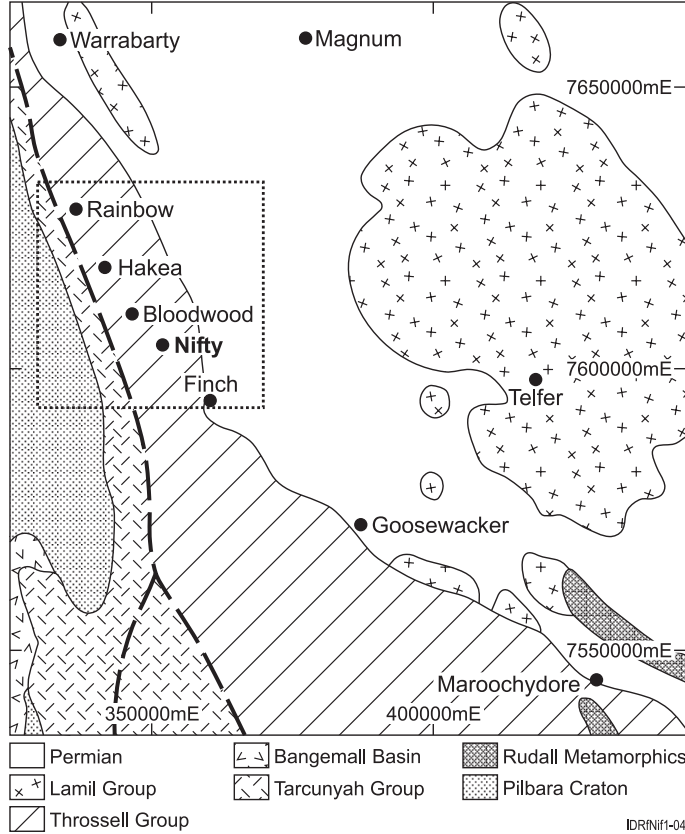 Warrabarty
Magnum
7650000mE
Rainbow
Hakea
Bloodwood
Nifty
7600000mE
Finch
Telfer
Goosewacker
7550000mE
Maroochydore
350000mE
400000mE
Permian
Bangemall Basin
Rudall Metamorphics
Lamil Group
Tarcunyah Group
Pilbara Craton
Throssell Group
IDRfNif1-04